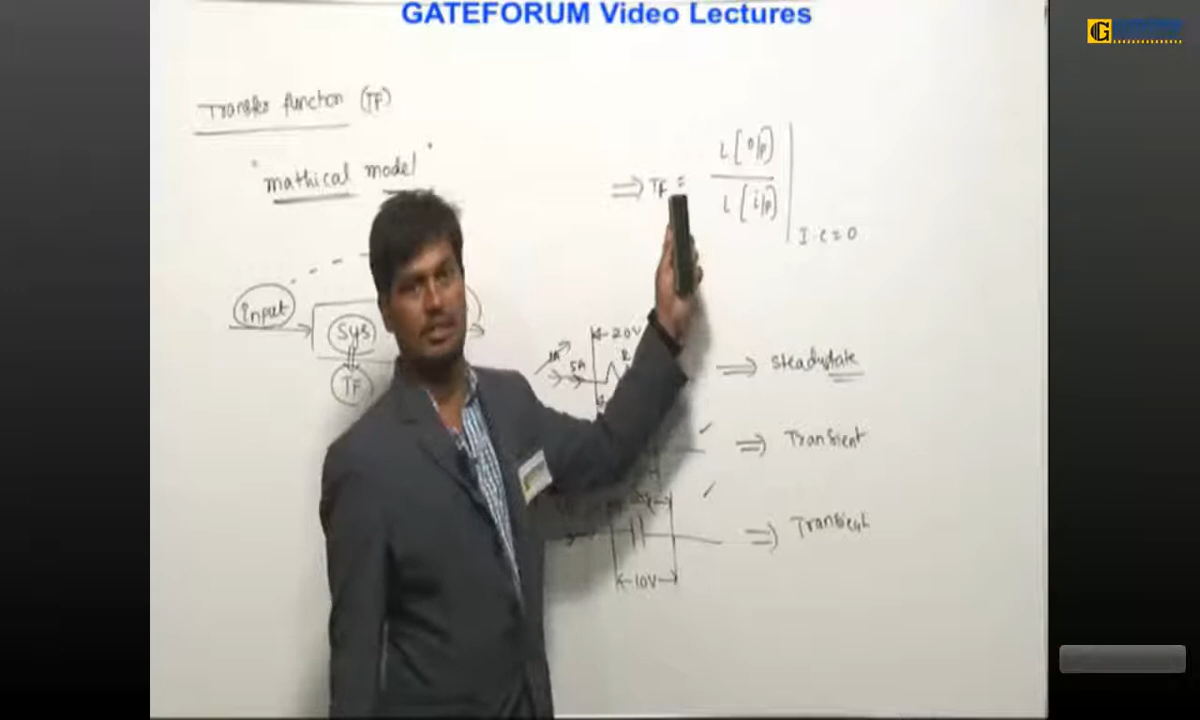 GATEFORUM Video Lectures
Transfer function (TF)
"mathical model"
⇒ TF =
L[o/p]
L[i/p]
I.C = 0
Input
Sys
TF
20V
5A
R
⇒ Steadystate
⇒ Transient
⇒ Transient
10V